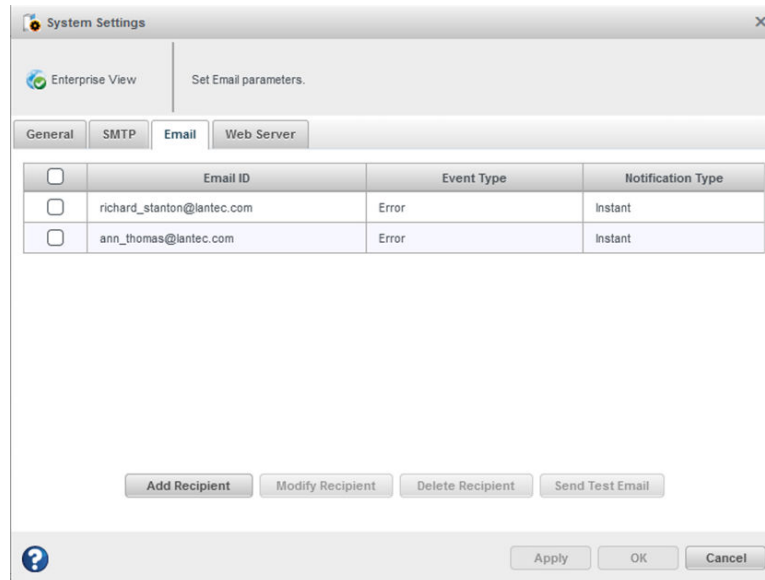 System Settings
Enterprise View
Set Email parameters.
General SMTP Email Web Server
Email ID Event Type Notification Type
richard_stanton@lantec.com Error Instant
ann_thomas@lantec.com Error Instant
Add Recipient Modify Recipient Delete Recipient Send Test Email
? Apply OK Cancel